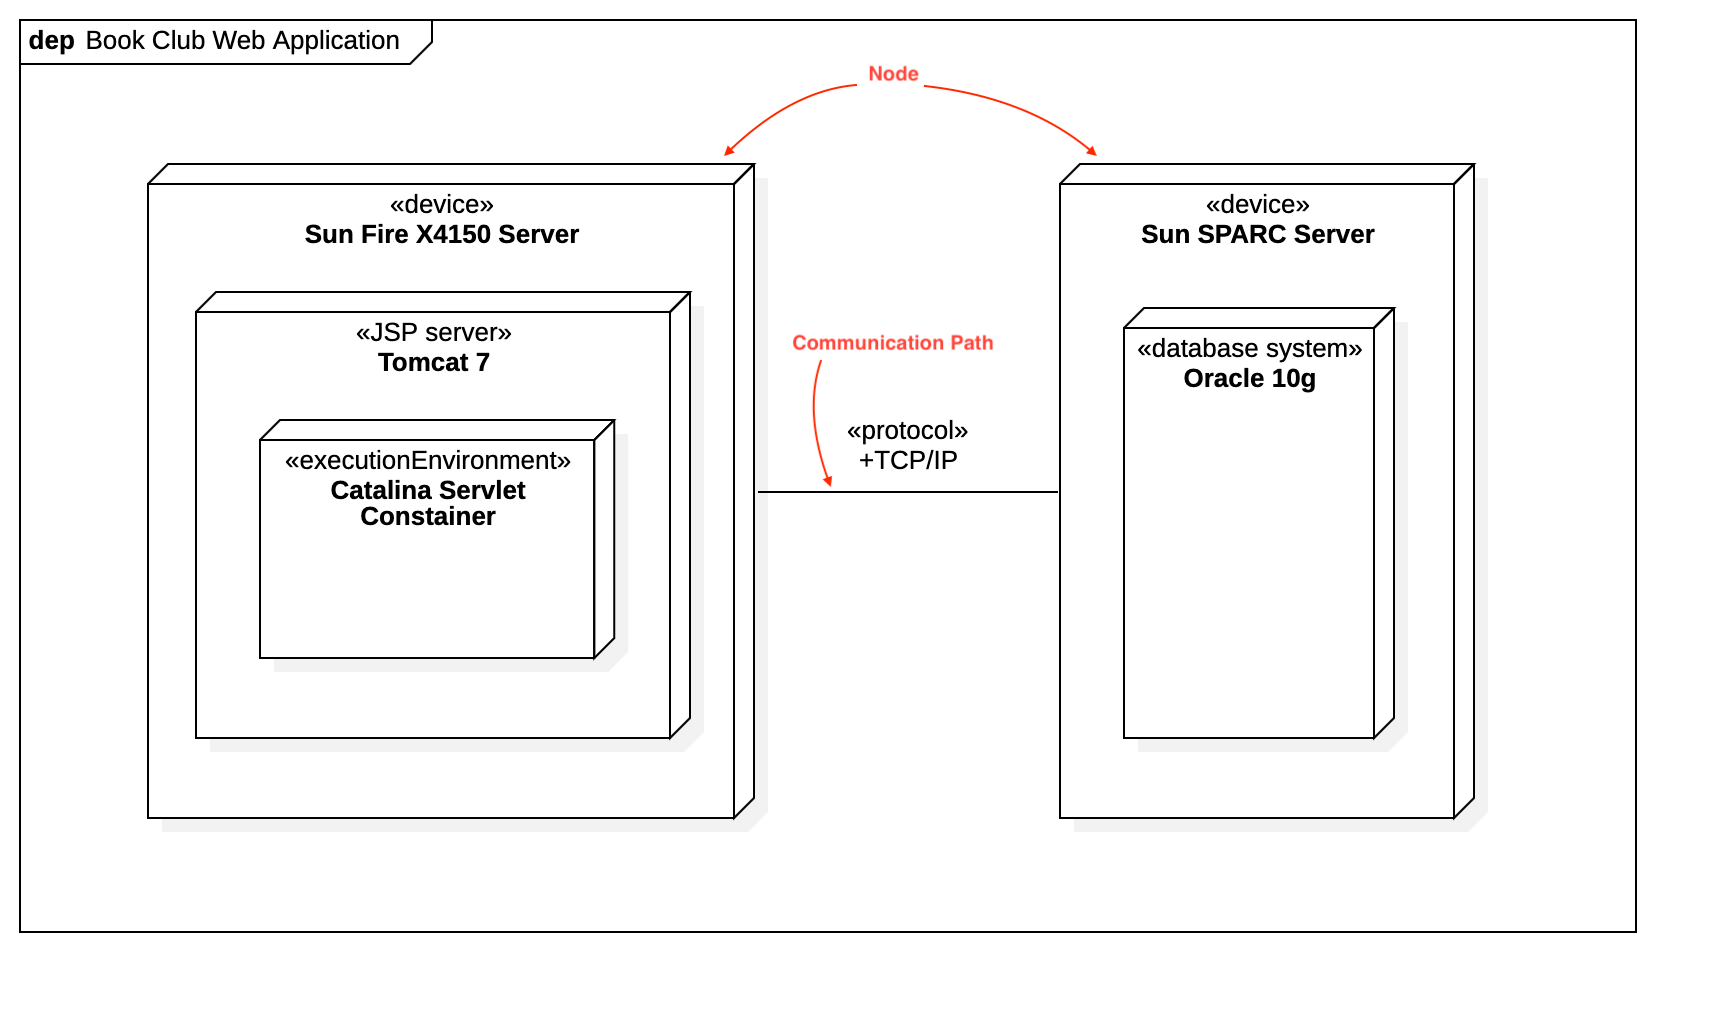 dep Book Club Web Application
Node
«device»
Sun Fire X4150 Server
«JSP server»
Tomcat 7
«executionEnvironment»
Catalina Servlet
Constainer
Communication Path
«protocol»
+TCP/IP
«device»
Sun SPARC Server
«database system»
Oracle 10g